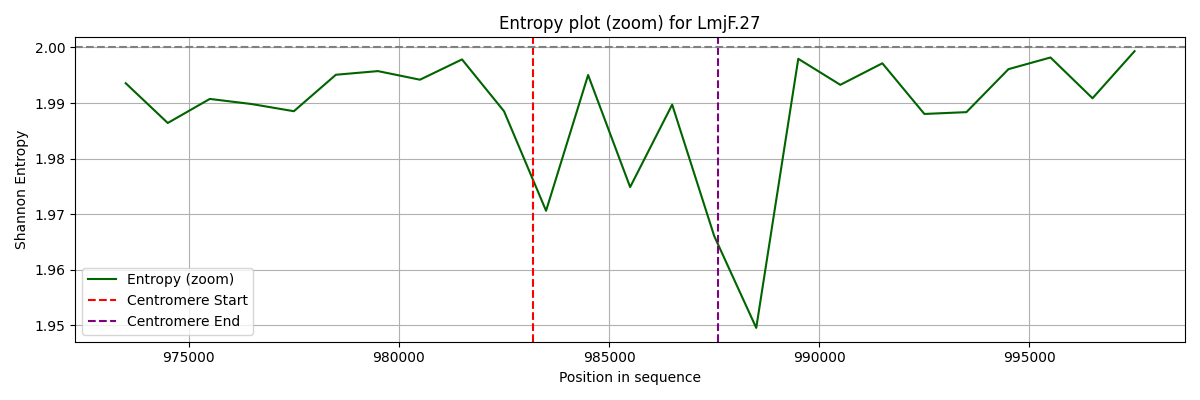 Entropy plot (zoom) for LmjF.27
Shannon Entropy
2.00
1.99
1.98
1.97
1.96
1.95
Entropy (zoom)
Centromere Start
Centromere End
975000 980000 985000 990000 995000
Position in sequence